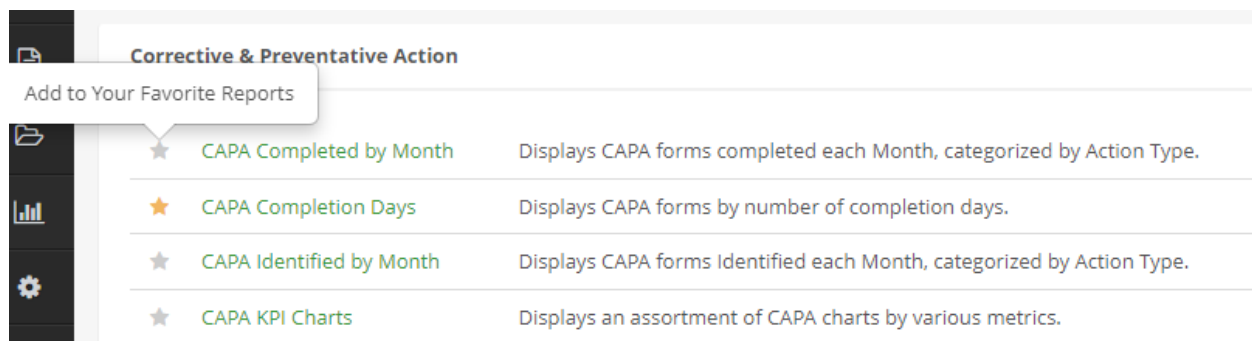 Corrective & Preventative Action
Add to Your Favorite Reports
CAPA Completed by Month Displays CAPA forms completed each Month, categorized by Action Type.
CAPA Completion Days Displays CAPA forms by number of completion days.
CAPA Identified by Month Displays CAPA forms Identified each Month, categorized by Action Type.
CAPA KPI Charts Displays an assortment of CAPA charts by various metrics.